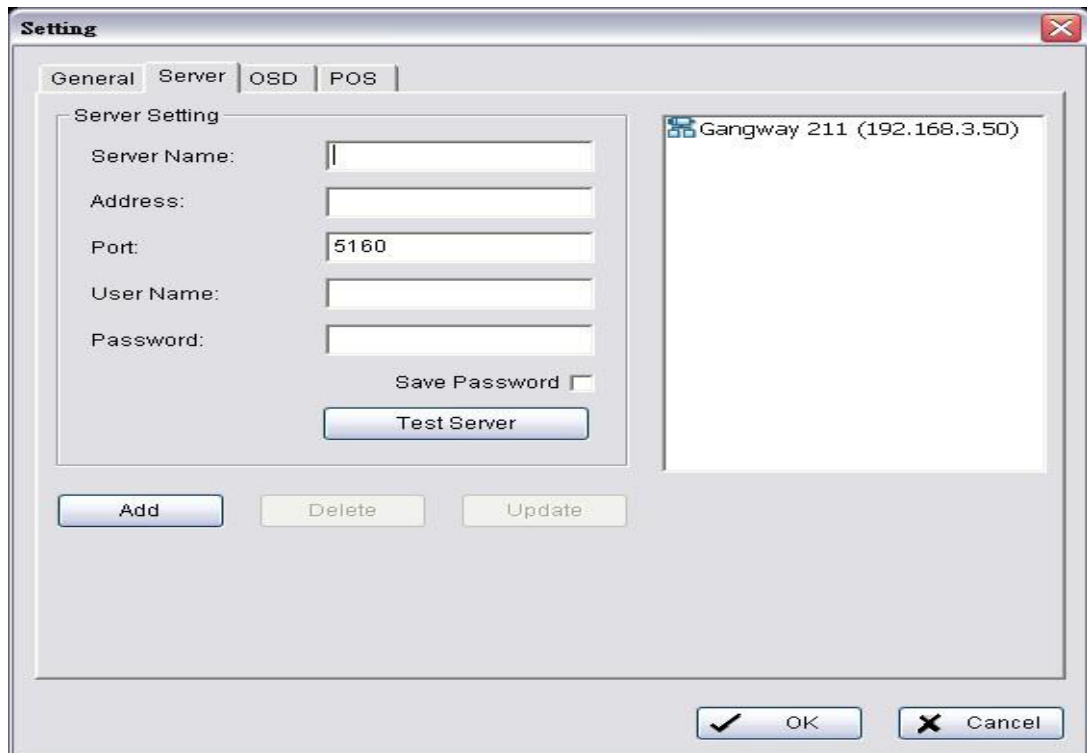 Setting
General Server OSD POS
Server Setting
Server Name:
Address:
Port: 5160
User Name:
Password:
Save Password
Test Server
Gangway 211 (192.168.3.50)
Add Delete Update
OK Cancel